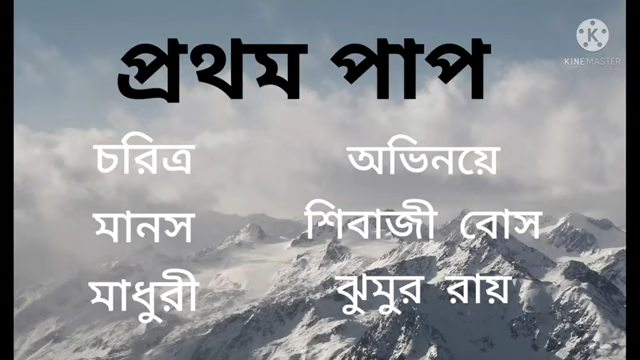 প্রথম পাপ
KINEMASTER
চরিত্র অভিনয়ে
মানস শিবাজী বোস
মাধুরী ঝুমুর রায়